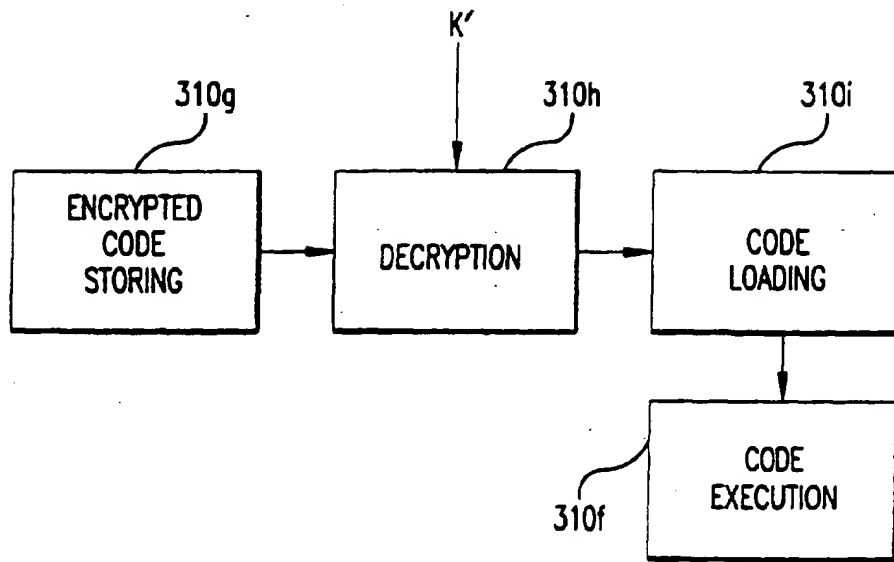 K'
310g
310h
310i
ENCRYPTED
CODE
STORING
DECRYPTION
CODE
LOADING
CODE
EXECUTION
310f